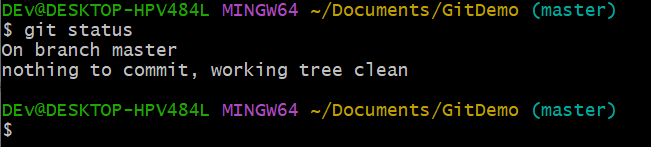 DEv@DESKTOP-HPV484L MINGW64 ~/Documents/GitDemo (master)
$ git status
On branch master
nothing to commit, working tree clean
DEv@DESKTOP-HPV484L MINGW64 ~/Documents/GitDemo (master)
$